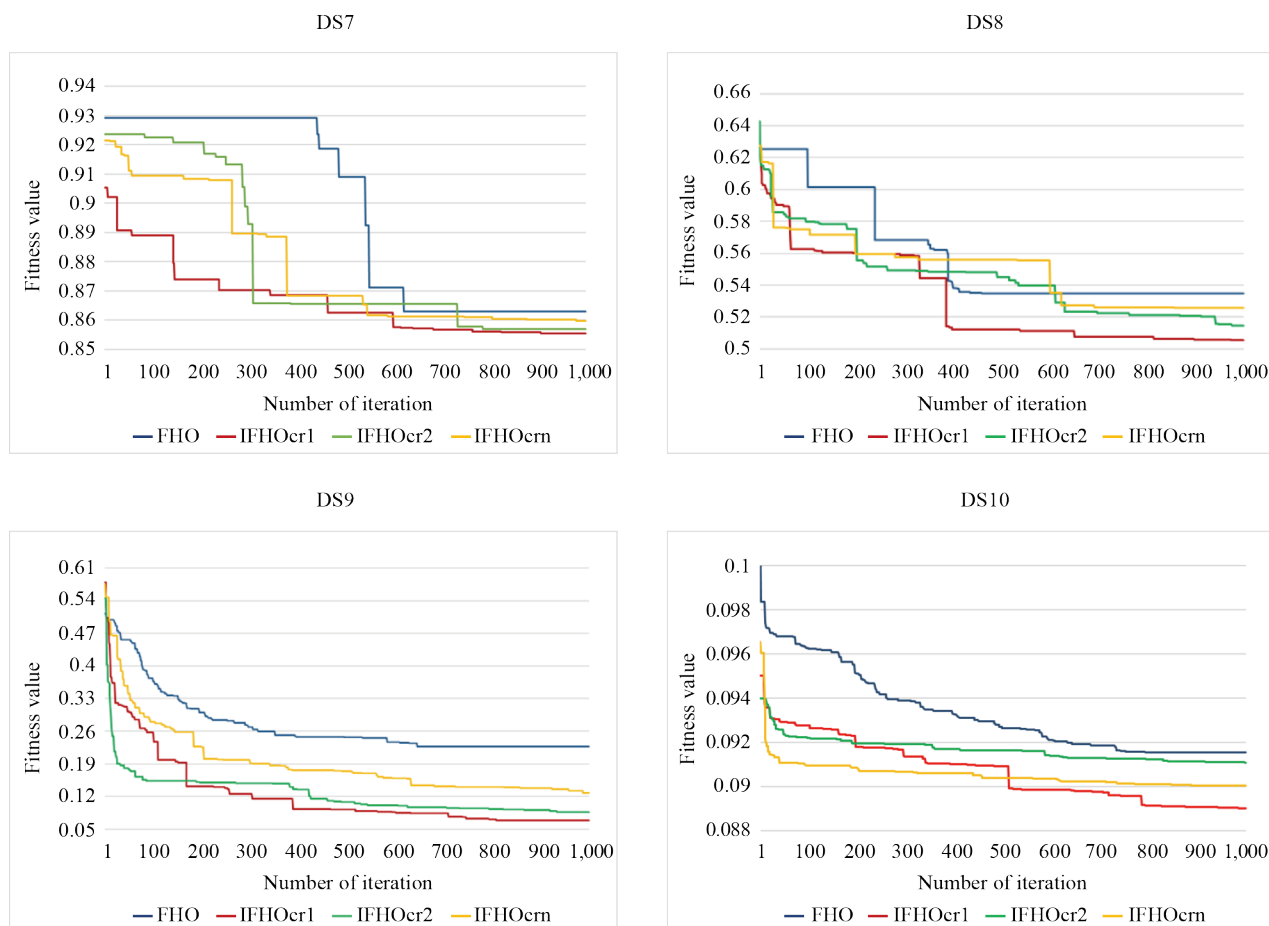 DS7
Fitness value
0.94
0.93
0.92
0.91
0.9
0.89
0.88
0.87
0.86
0.85
1 100 200 300 400 500 600 700 800 900 1,000
Number of iteration
FHO IFHOcr1 IFHOcr2 IFHOcrn
DS8
Fitness value
0.66
0.64
0.62
0.6
0.58
0.56
0.54
0.52
0.5
1 100 200 300 400 500 600 700 800 900 1,000
Number of iteration
FHO IFHOcr1 IFHOcr2 IFHOcrn
DS9
Fitness value
0.61
0.54
0.47
0.4
0.33
0.26
0.19
0.12
0.05
1 100 200 300 400 500 600 700 800 900 1,000
Number of iteration
FHO IFHOcr1 IFHOcr2 IFHOcrn
DS10
Fitness value
0.1
0.098
0.096
0.094
0.092
0.09
0.088
1 100 200 300 400 500 600 700 800 900 1,000
Number of iteration
FHO IFHOcr1 IFHOcr2 IFHOcrn